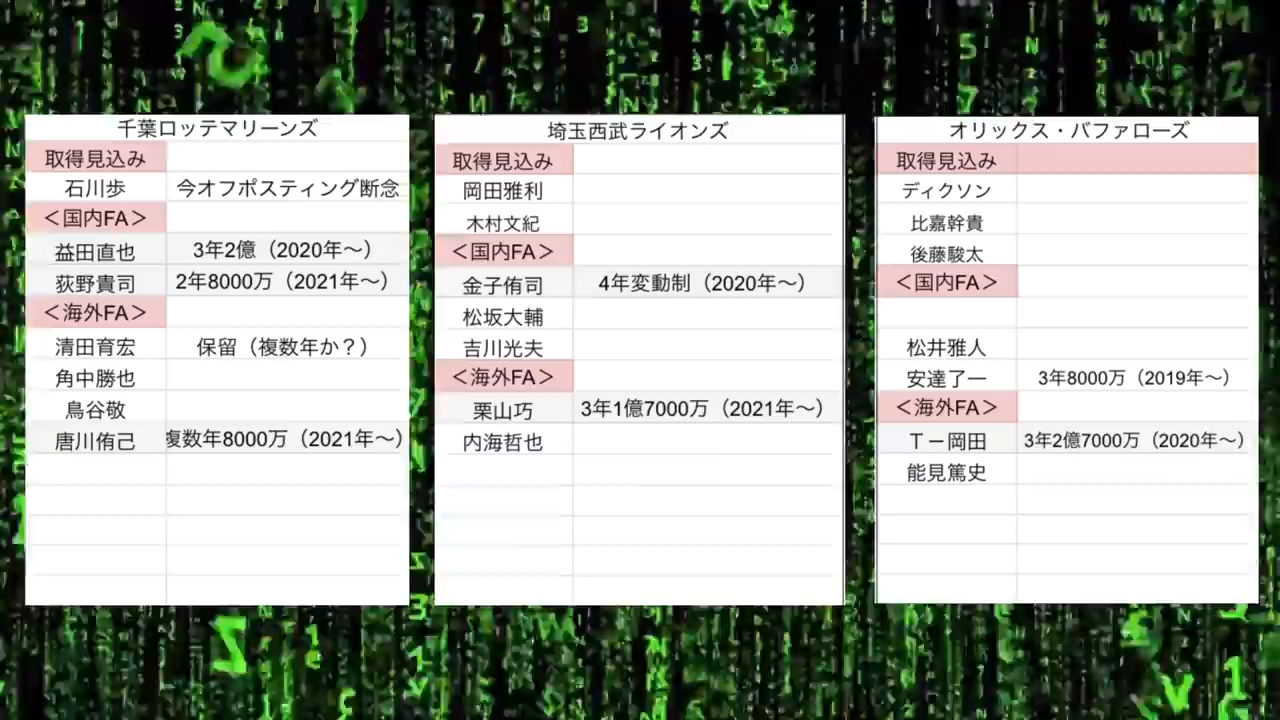 千葉ロッテマリーンズ
取得見込み
石川歩 今オフポスティング断念
＜国内FA＞
益田直也 3年2億（2020年〜）
荻野貴司 2年8000万（2021年〜）
＜海外FA＞
清田育宏 保留（複数年か？）
角中勝也
鳥谷敬
唐川侑己 複数年8000万（2021年〜）
埼玉西武ライオンズ
取得見込み
岡田雅利
木村文紀
＜国内FA＞
金子侑司 4年変動制（2020年〜）
松坂大輔
吉川光夫
＜海外FA＞
栗山巧 3年1億7000万（2021年〜）
内海哲也
オリックス・バファローズ
取得見込み
ディクソン
比嘉幹貴
後藤駿太
＜国内FA＞
松井雅人
安達了一 3年8000万（2019年〜）
＜海外FA＞
T－岡田 3年2億7000万（2020年〜）
能見篤史